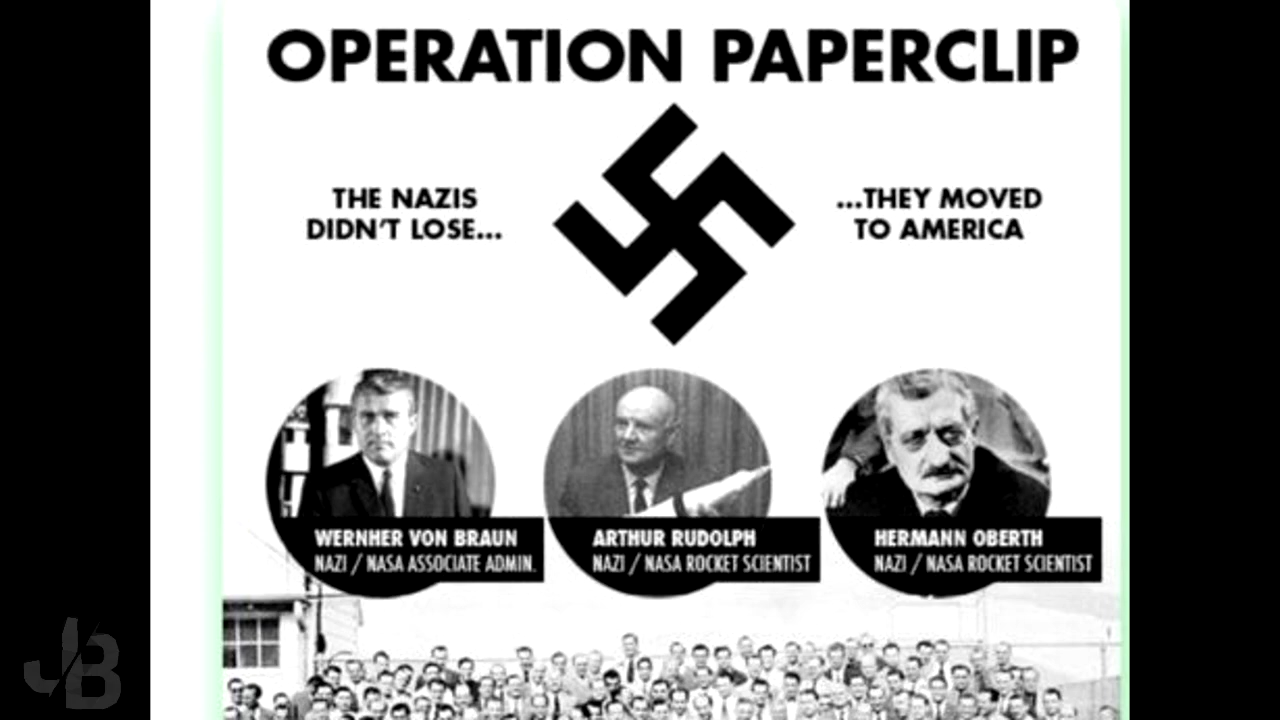 OPERATION PAPERCLIP
THE NAZIS
DIDN'T LOSE...
...THEY MOVED
TO AMERICA
WERNHER VON BRAUN
NAZI / NASA ASSOCIATE ADMIN.
ARTHUR RUDOLPH
NAZI / NASA ROCKET SCIENTIST
HERMANN OBERTH
NAZI / NASA ROCKET SCIENTIST
JB